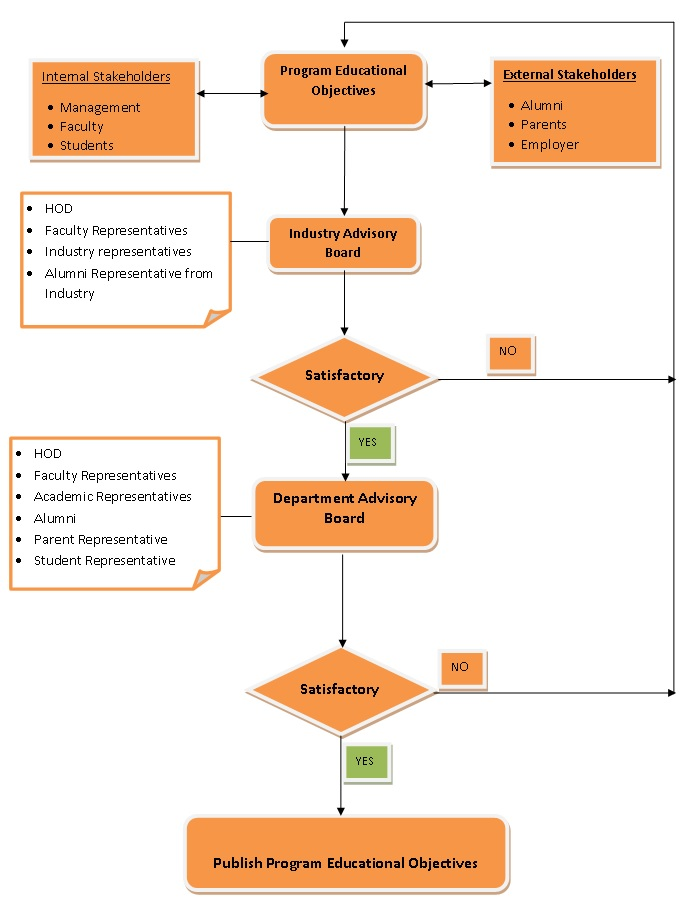 Program Educational
Objectives
Internal Stakeholders
• Management
• Faculty
• Students
External Stakeholders
• Alumni
• Parents
• Employer
• HOD
• Faculty Representatives
• Industry representatives
• Alumni Representative from
Industry
Industry Advisory
Board
Satisfactory
NO
YES
• HOD
• Faculty Representatives
• Academic Representatives
• Alumni
• Parent Representative
• Student Representative
Department Advisory
Board
Satisfactory
NO
YES
Publish Program Educational Objectives